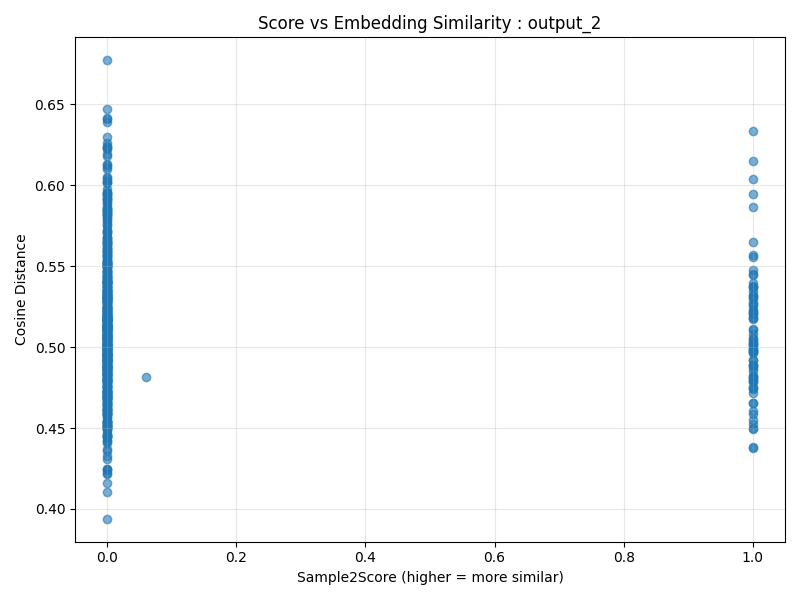 Score vs Embedding Similarity : output_2
Cosine Distance
0.65
0.60
0.55
0.50
0.45
0.40
0.0 0.2 0.4 0.6 0.8 1.0
Sample2Score (higher = more similar)